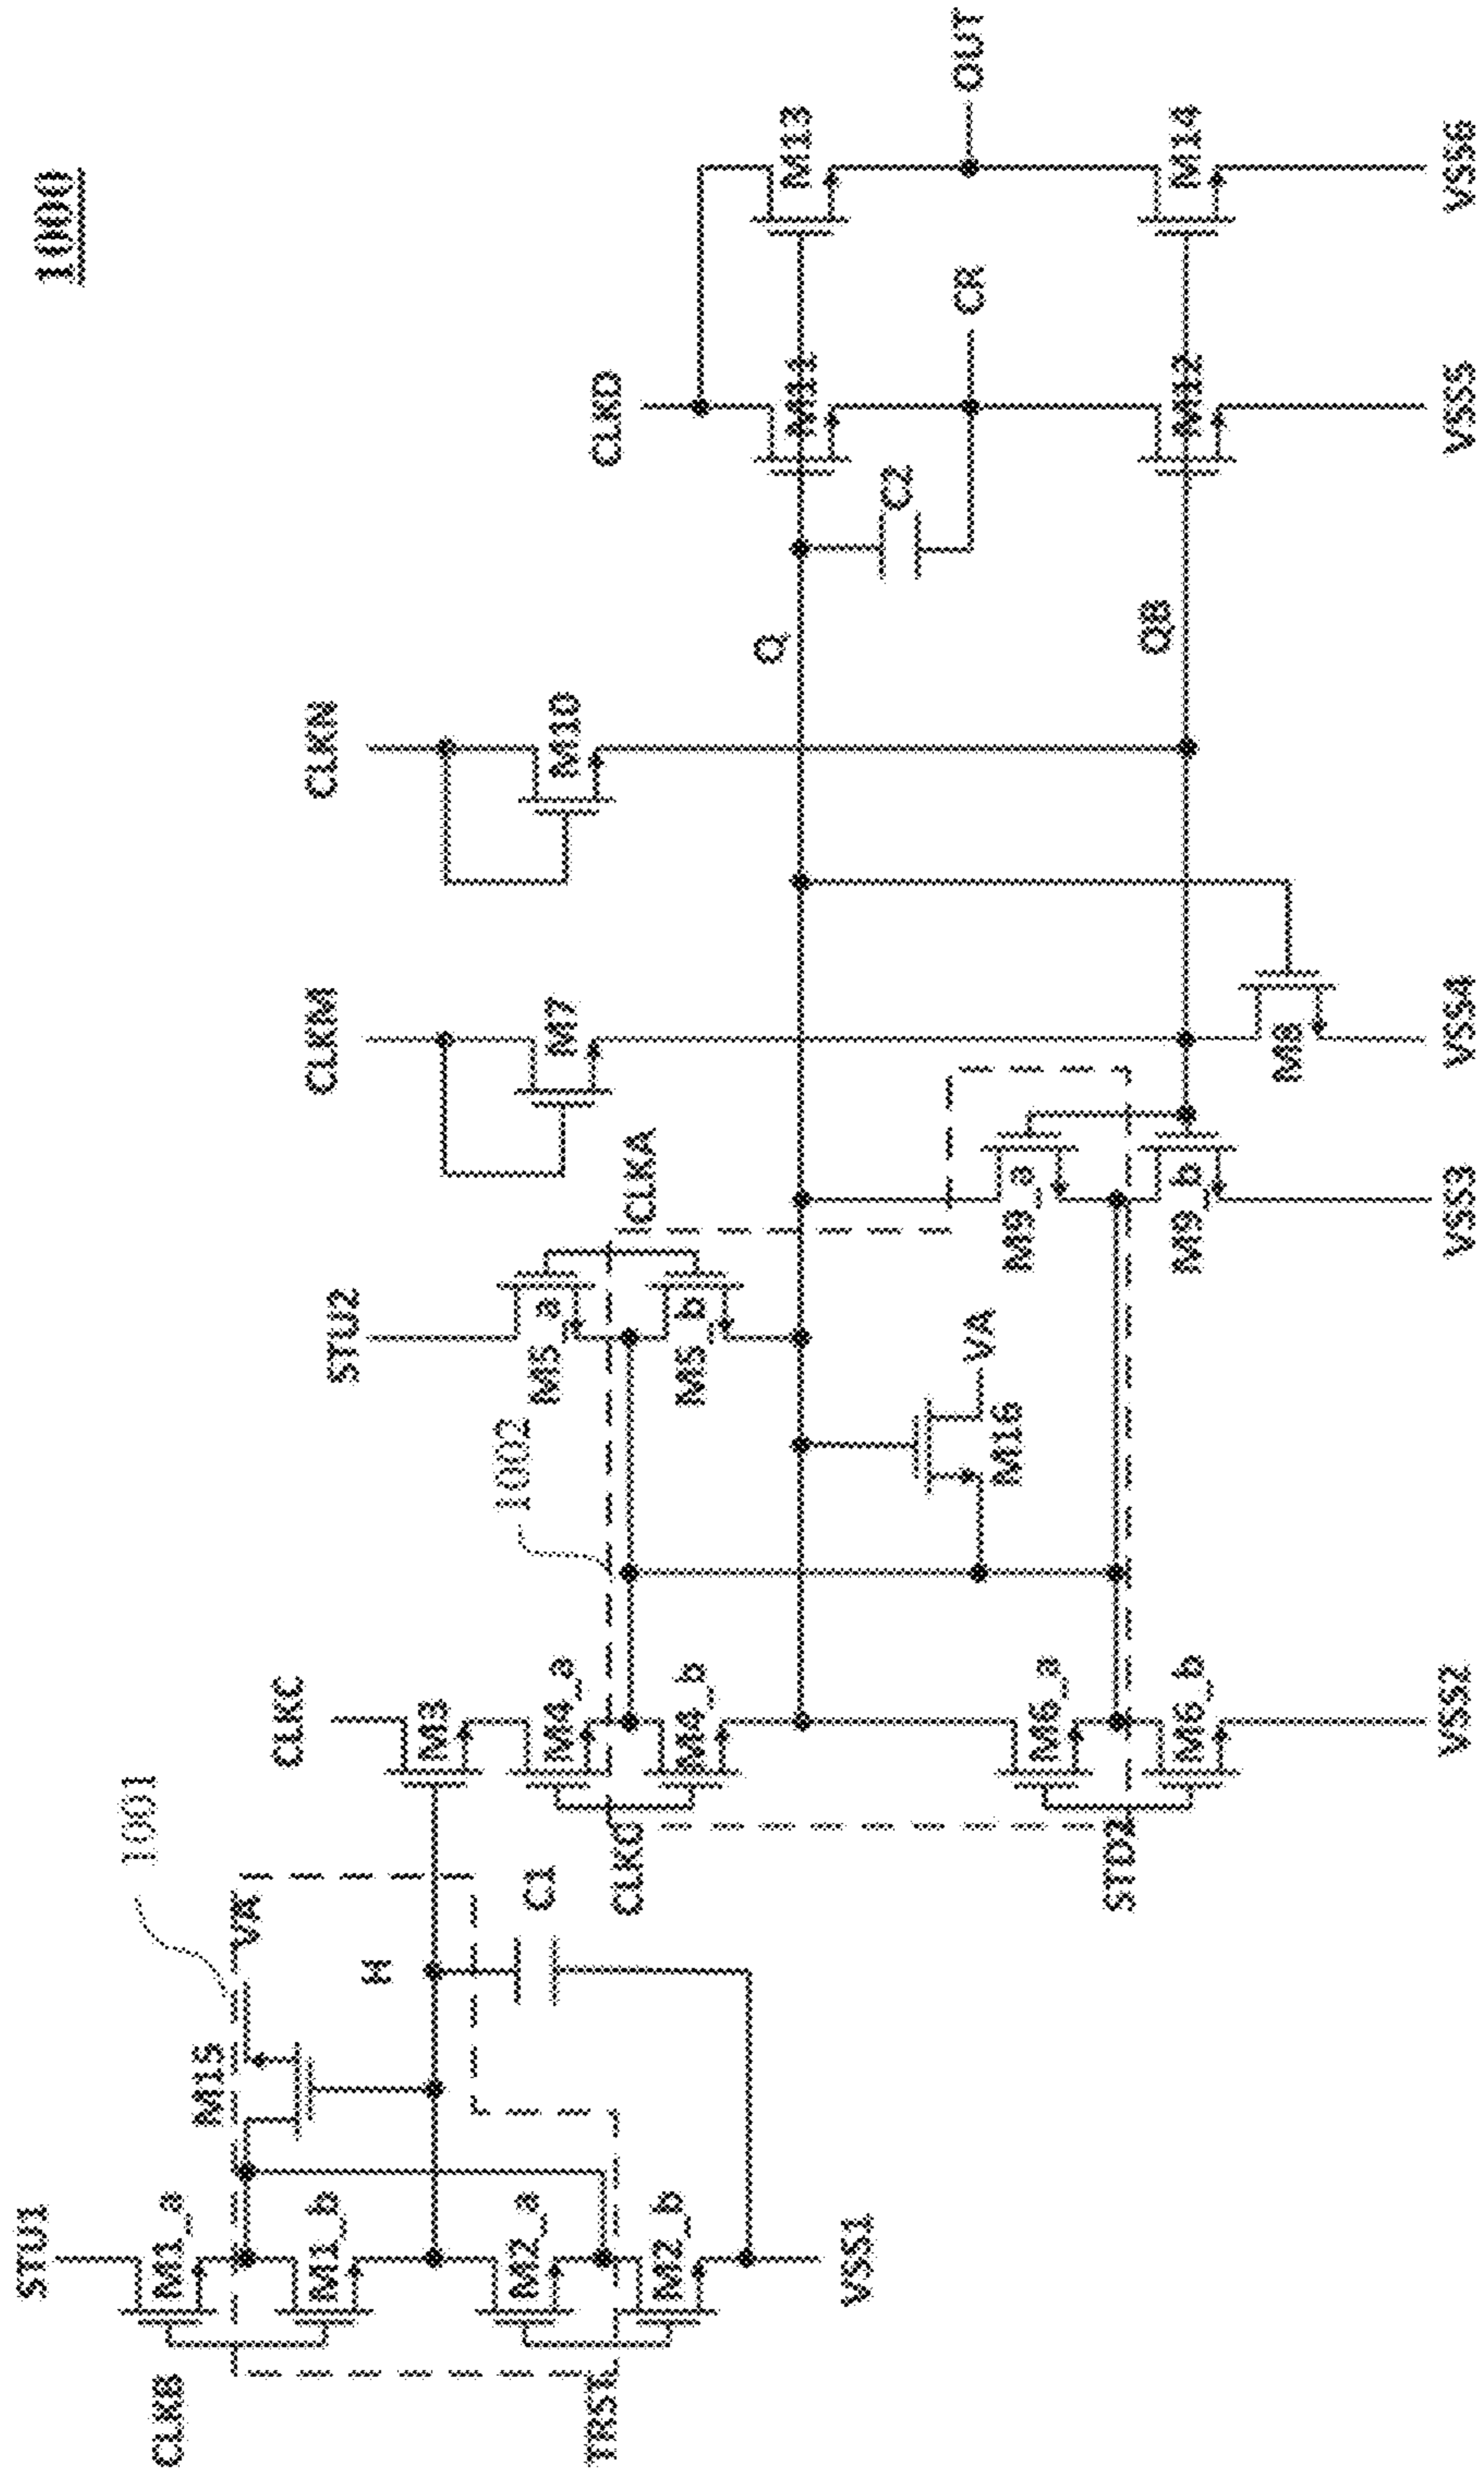 1000
STU1
M1_a
M1_b
CLKB
M2_a
M2_b
TRST
VSS1
M15
VA
1001
H
C1
CLKC
M3
M4_a
M4_b
CLKC
M6_a
M6_b
STD2
VSS2
1002
STU2
M5_a
M5_b
CLKA
M16
VA
M9_a
M9_b
VSS3
CLKM
M7
M8
VSS4
CLKN
M10
Q
QB
C2
CLKD
M11
M12
CR
VSS5
M13
M14
OUT
VSS6